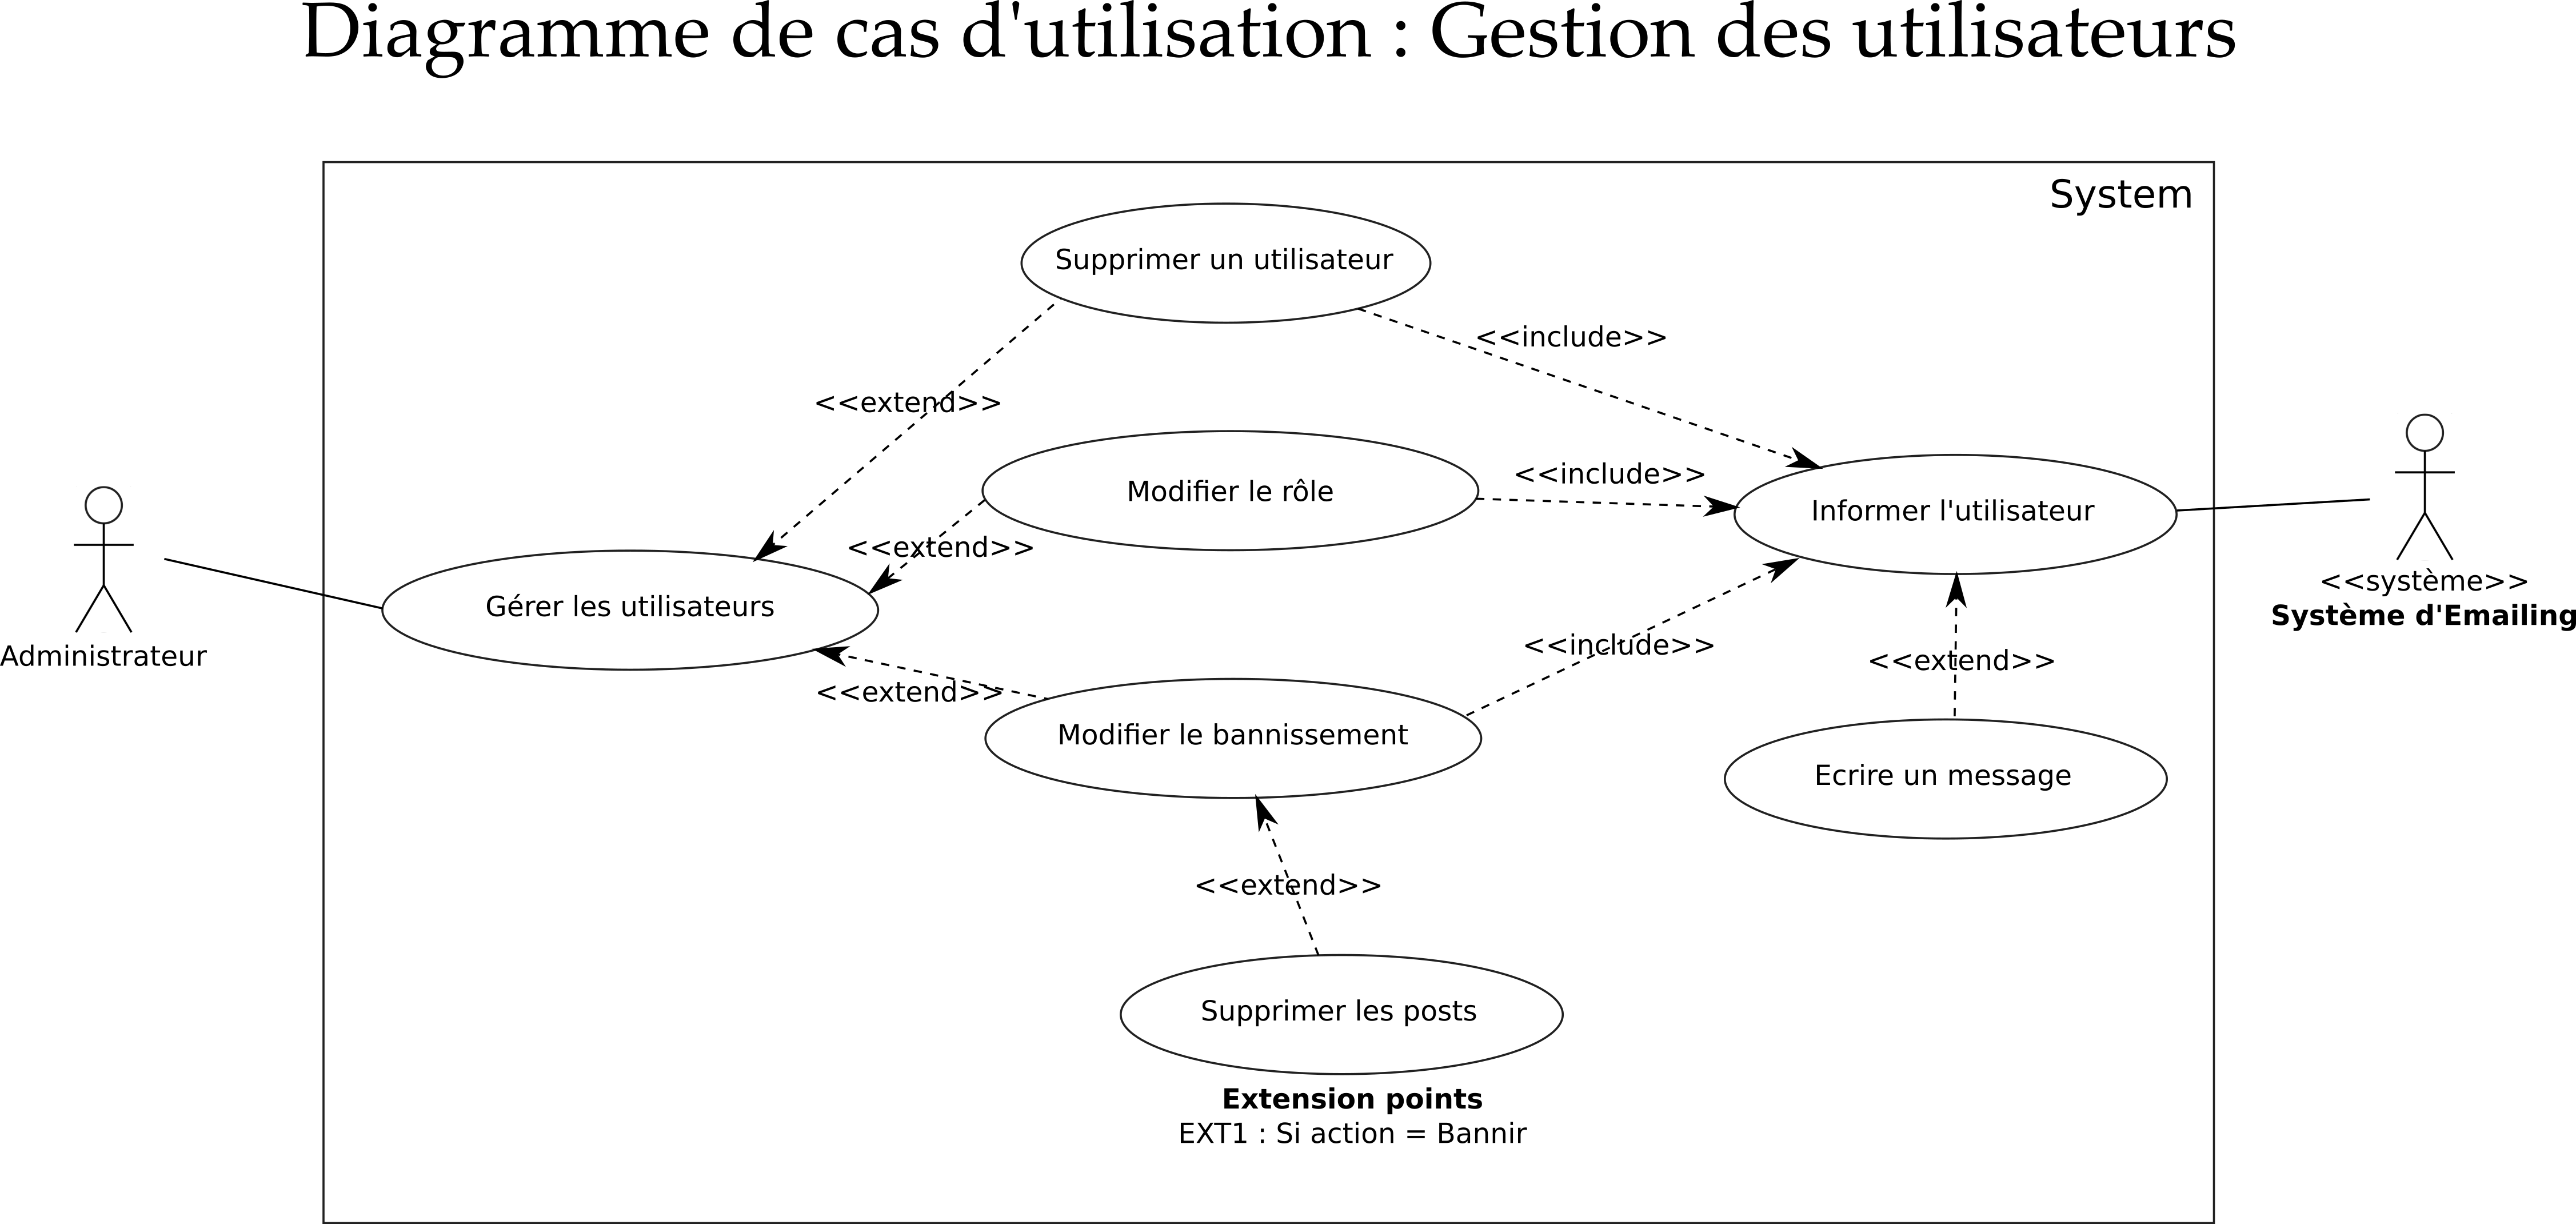 Diagramme de cas d'utilisation : Gestion des utilisateurs
System
Supprimer un utilisateur
<<include>>
<<extend>>
Modifier le rôle
<<include>>
Informer l'utilisateur
<<extend>>
Gérer les utilisateurs
<<système>>
Système d'Emailing
Administrateur
<<include>>
<<extend>>
<<extend>>
Modifier le bannissement
Ecrire un message
<<extend>>
Supprimer les posts
Extension points
EXT1 : Si action = Bannir